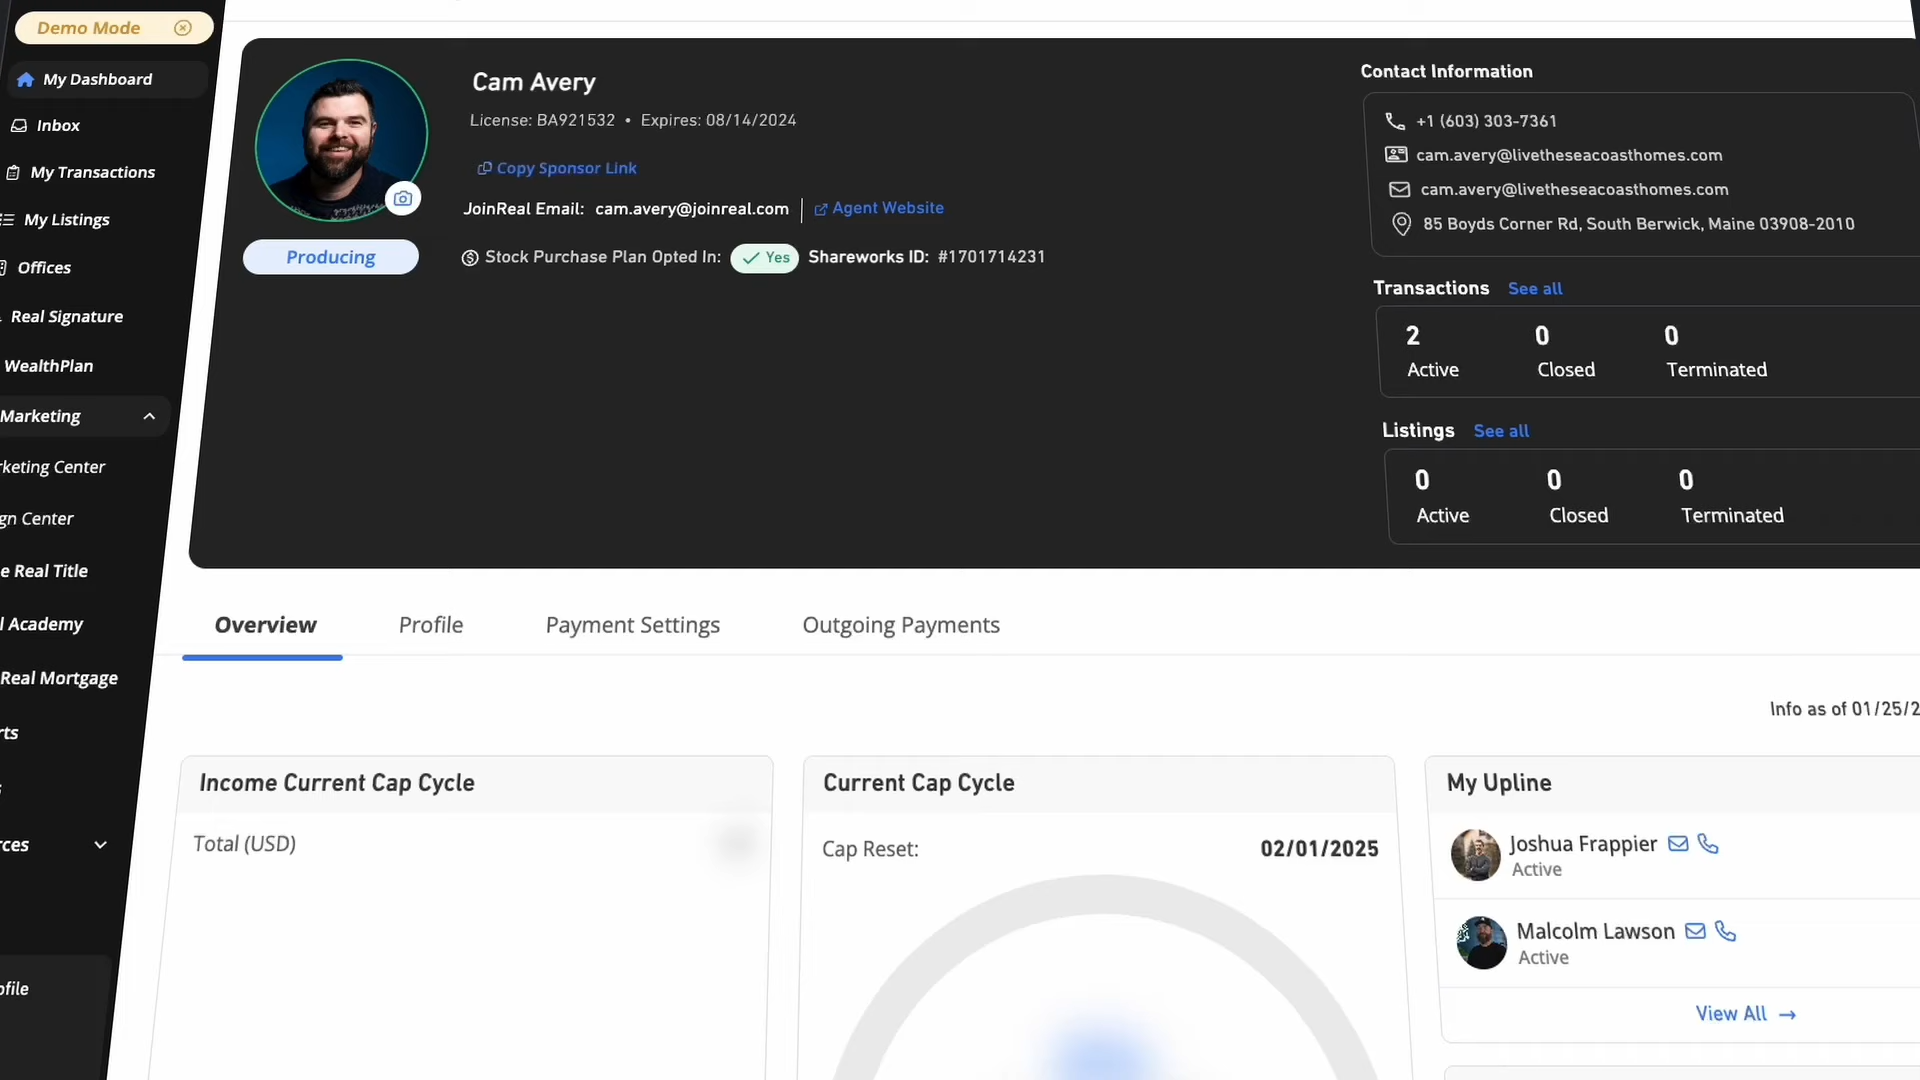 Demo Mode
My Dashboard
Inbox
My Transactions
My Listings
Offices
Real Signature
WealthPlan
Marketing
rketing Center
gn Center
e Real Title
l Academy
Real Mortgage
rts
rces
ofile
Cam Avery
License: BA921532 • Expires: 08/14/2024
Copy Sponsor Link
JoinReal Email: cam.avery@joinreal.com
Agent Website
Producing
Stock Purchase Plan Opted In: Yes Shareworks ID: #1701714231
Contact Information
+1 (603) 303-7361
cam.avery@livetheseacoasthomes.com
cam.avery@livetheseacoasthomes.com
85 Boyds Corner Rd, South Berwick, Maine 03908-2010
Transactions See all
2 0 0
Active Closed Terminated
Listings See all
0 0 0
Active Closed Terminated
Overview Profile Payment Settings Outgoing Payments
Info as of 01/25/2
Income Current Cap Cycle
Total (USD)
Current Cap Cycle
Cap Reset: 02/01/2025
My Upline
Joshua Frappier
Active
Malcolm Lawson
Active
View All →